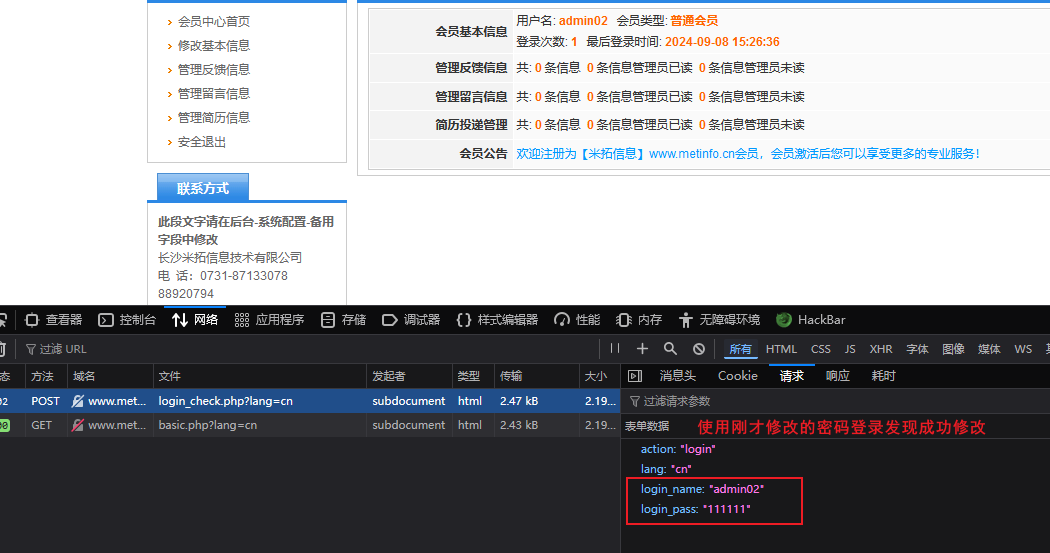 会员中心首页
修改基本信息
管理反馈信息
管理留言信息
管理简历信息
安全退出
会员基本信息 用户名: admin02 会员类型: 普通会员
登录次数: 1 最后登录时间: 2024-09-08 15:26:36
管理反馈信息 共: 0 条信息 0 条信息管理员已读 0 条信息管理员未读
管理留言信息 共: 0 条信息 0 条信息管理员已读 0 条信息管理员未读
简历投递管理 共: 0 条信息 0 条信息管理员已读 0 条信息管理员未读
会员公告 欢迎注册为【米拓信息】www.metinfo.cn会员，会员激活后您可以享受更多的专业服务！
联系方式
此段文字请在后台-系统配置-备用
字段中修改
长沙米拓信息技术有限公司
电 话：0731-87133078
88920794
查看器 控制台 网络 应用程序 存储 调试器 样式编辑器 性能 内存 无障碍环境 HackBar
过滤 URL 所有 HTML CSS JS XHR 字体 图像 媒体 WS
态 方法 域名 文件 发起者 类型 传输 大小
POST www.met... login_check.php?lang=cn subdocument html 2.47 kB 2.19...
GET www.met... basic.php?lang=cn subdocument html 2.43 kB 2.19...
消息头 Cookie 请求 响应 耗时
过滤请求参数
表单数据 使用刚才修改的密码登录发现成功修改
action: "login"
lang: "cn"
login_name: "admin02"
login_pass: "111111"